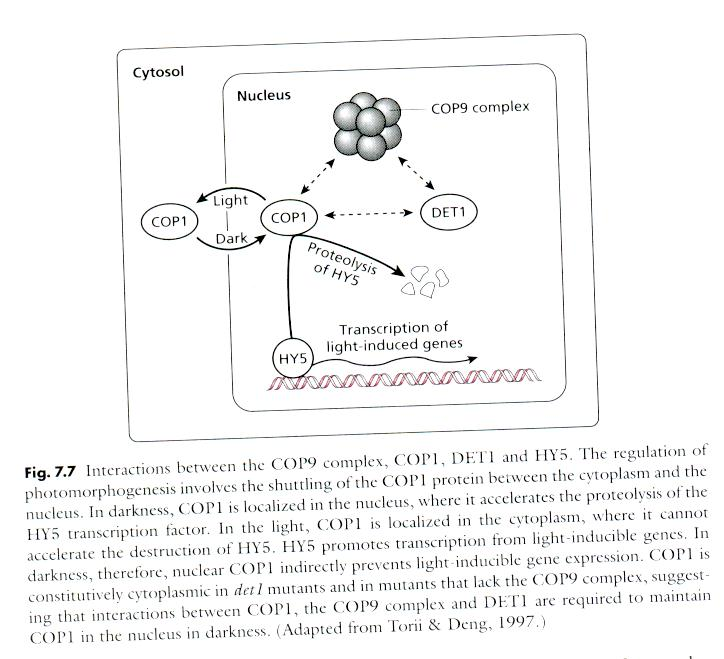 Cytosol
Nucleus
COP9 complex
Light
COP1
COP1
DET1
Dark
Proteolysis
of HY5
Transcription of
light-induced genes
HY5
Fig. 7.7 Interactions between the COP9 complex, COP1, DET1 and HY5. The regulation of
photomorphogenesis involves the shuttling of the COP1 protein between the cytoplasm and the
nucleus. In darkness, COP1 is localized in the nucleus, where it accelerates the proteolysis of the
HY5 transcription factor. In the light, COP1 is localized in the cytoplasm, where it cannot
accelerate the destruction of HY5. HY5 promotes transcription from light-inducible genes. In
darkness, therefore, nuclear COP1 indirectly prevents light-inducible gene expression. COP1 is
constitutively cytoplasmic in det1 mutants and in mutants that lack the COP9 complex, suggest-
ing that interactions between COP1, the COP9 complex and DET1 are required to maintain
COP1 in the nucleus in darkness. (Adapted from Torii & Deng, 1997.)